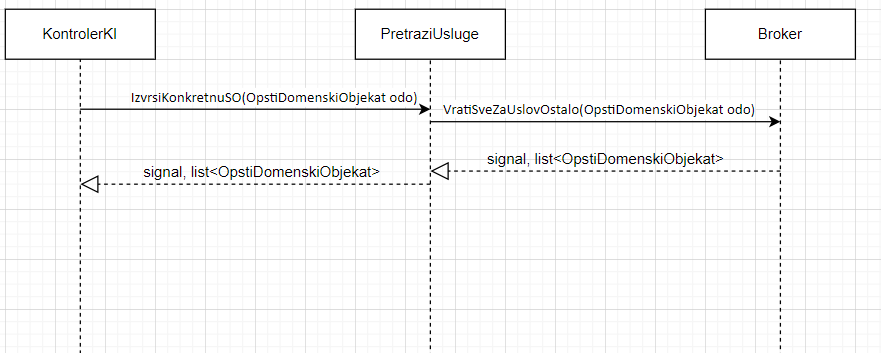 KontrolerKI
PretraziUsluge
Broker
IzvrsiKonkretnuSO(OpstiDomenskiObjekat odo)
VratiSveZaUslovOstalo(OpstiDomenskiObjekat odo)
signal, list<OpstiDomenskiObjekat>
signal, list<OpstiDomenskiObjekat>